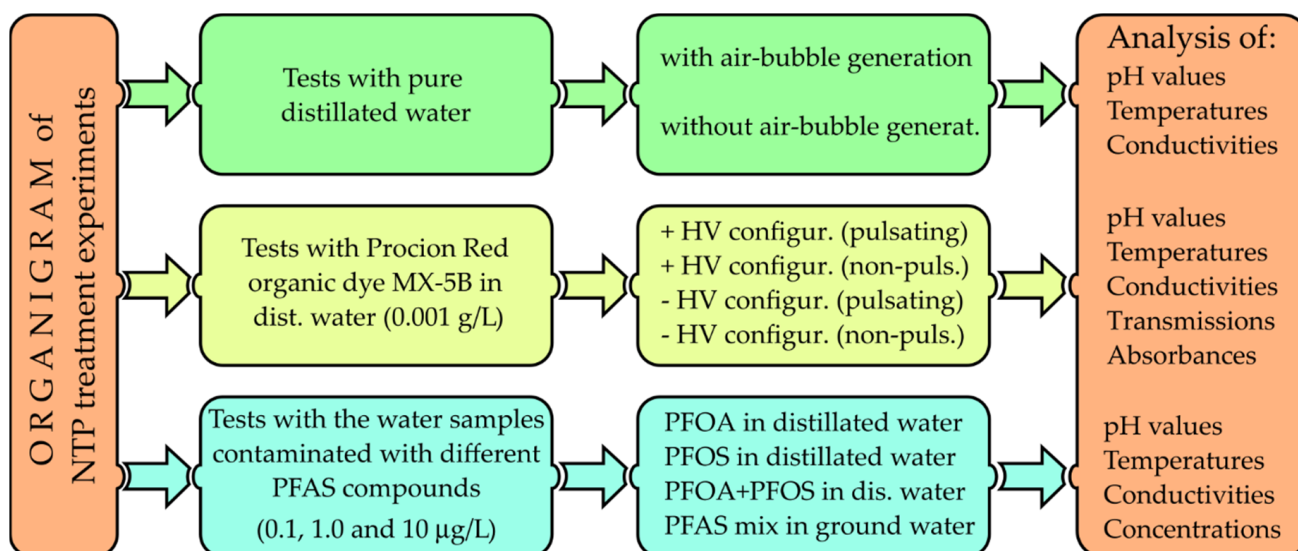 ORGANIGRAM of
NTP treatment experiments
Tests with pure
distillated water
with air-bubble generation
without air-bubble generat.
Tests with Procion Red
organic dye MX-5B in
dist. water (0.001 g/L)
+ HV configur. (pulsating)
+ HV configur. (non-puls.)
- HV configur. (pulsating)
- HV configur. (non-puls.)
Tests with the water samples
contaminated with different
PFAS compounds
(0.1, 1.0 and 10 µg/L)
PFOA in distillated water
PFOS in distillated water
PFOA+PFOS in dis. water
PFAS mix in ground water
Analysis of:
pH values
Temperatures
Conductivities
pH values
Temperatures
Conductivities
Transmissions
Absorbances
pH values
Temperatures
Conductivities
Concentrations